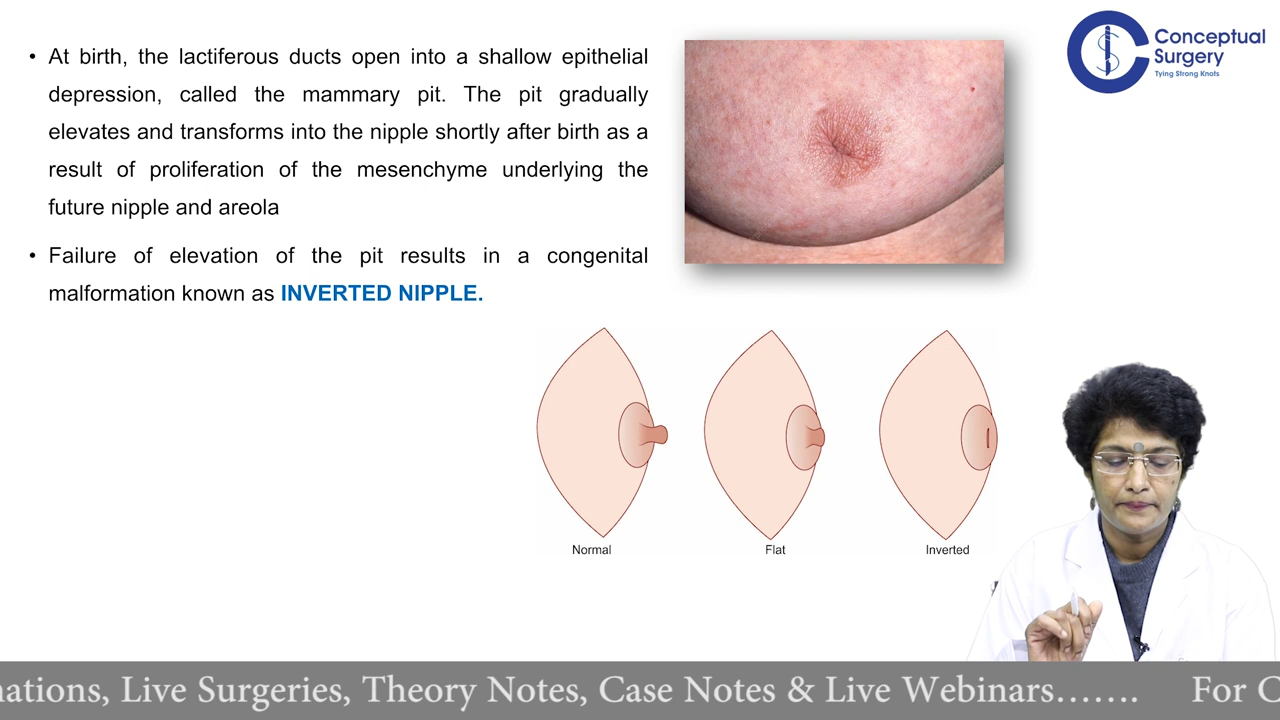 • At birth, the lactiferous ducts open into a shallow epithelial
depression, called the mammary pit. The pit gradually
elevates and transforms into the nipple shortly after birth as a
result of proliferation of the mesenchyme underlying the
future nipple and areola
• Failure of elevation of the pit results in a congenital
malformation known as INVERTED NIPPLE.
Conceptual
Surgery
Tying Strong Knots
Normal
Flat
Inverted
Live Surgeries, Theory Notes, Case Notes & Live Webinars....... For